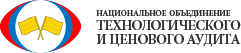 НАЦИОНАЛЬНОЕ ОБЪЕДИНЕНИЕ
ТЕХНОЛОГИЧЕСКОГО
И ЦЕНОВОГО АУДИТА